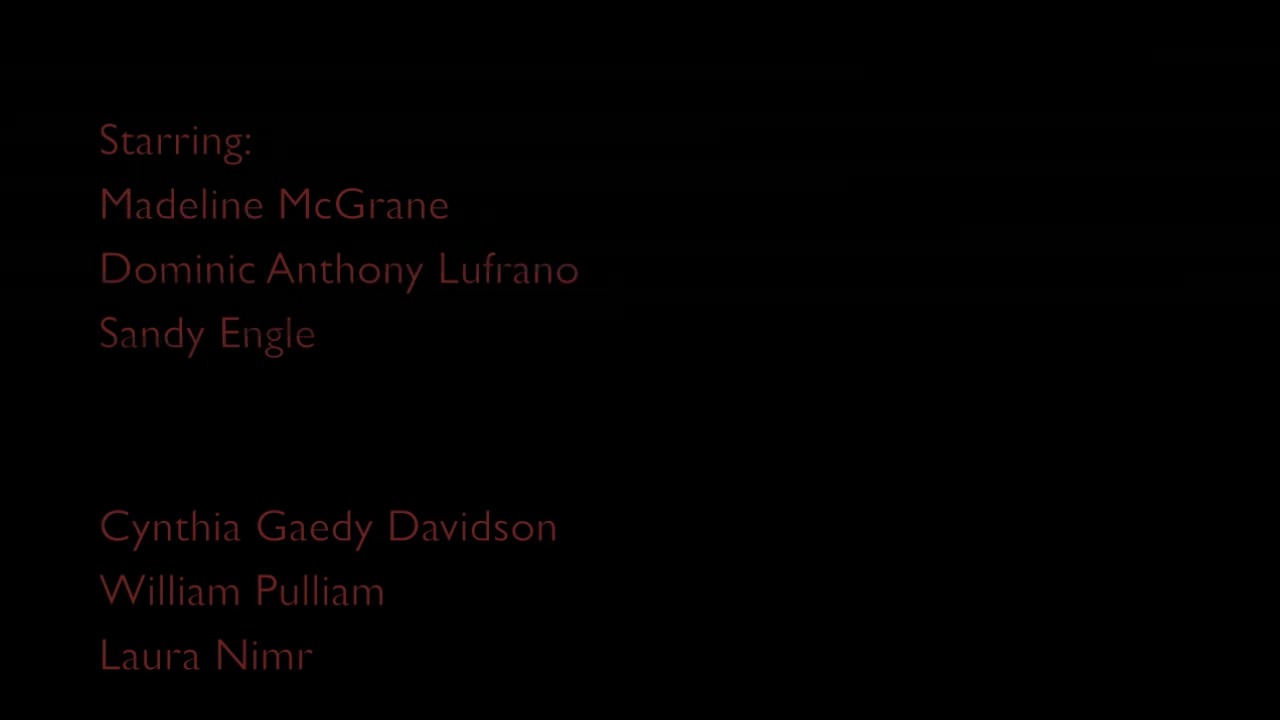 Starring:
Madeline McGrane
Dominic Anthony Lufrano
Sandy Engle
Cynthia Gaedy Davidson
William Pulliam
Laura Nimr